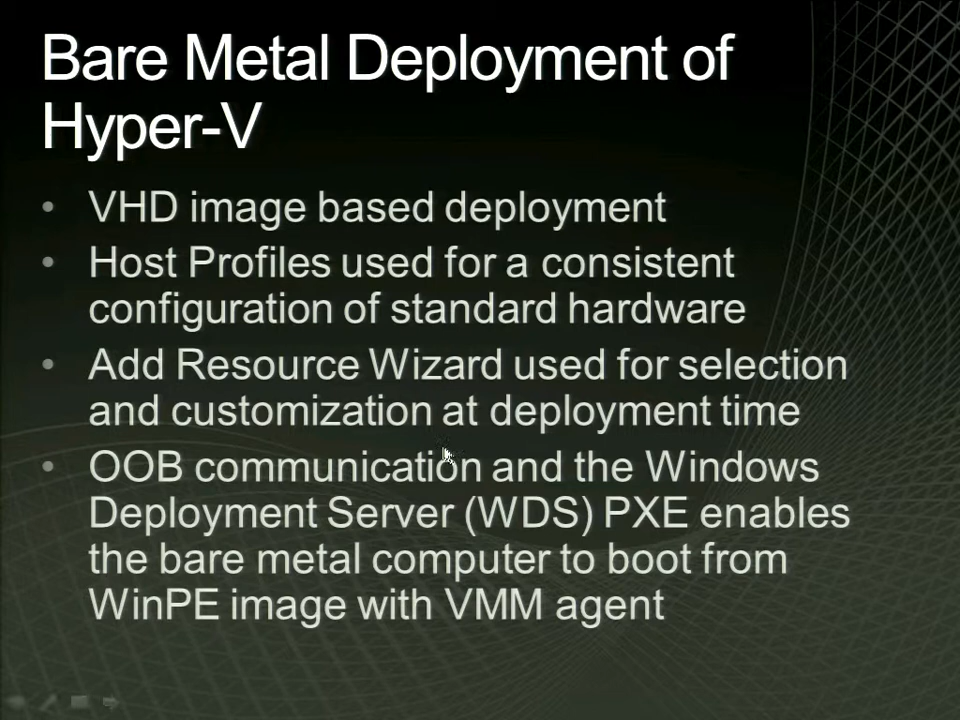 Bare Metal Deployment of
Hyper-V
• VHD image based deployment
• Host Profiles used for a consistent
configuration of standard hardware
• Add Resource Wizard used for selection
and customization at deployment time
• OOB communication and the Windows
Deployment Server (WDS) PXE enables
the bare metal computer to boot from
WinPE image with VMM agent